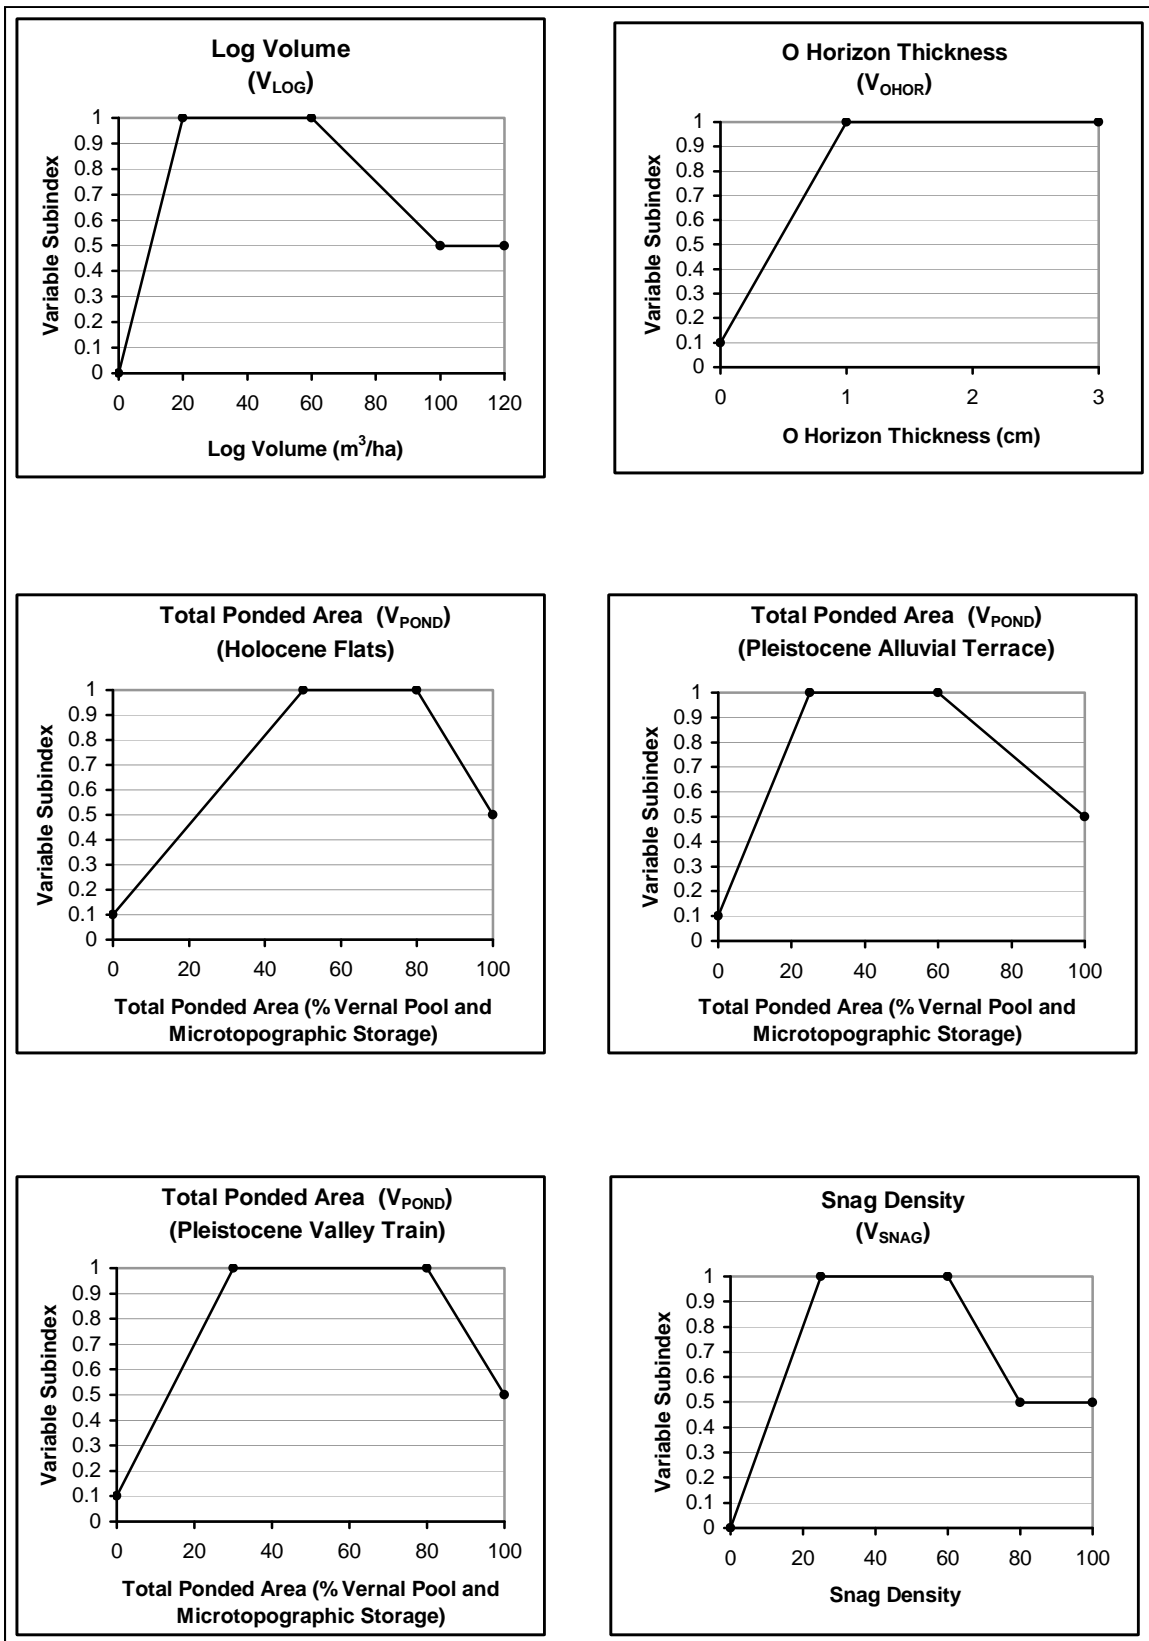 Log Volume
(VLOG)
1
0.9
0.8
0.7
0.6
0.5
0.4
0.3
0.2
0.1
0
Variable Subindex
0 20 40 60 80 100 120
Log Volume (m3/ha)
O Horizon Thickness
(VOHOR)
1
0.9
0.8
0.7
0.6
0.5
0.4
0.3
0.2
0.1
0
Variable Subindex
0 1 2 3
O Horizon Thickness (cm)
Total Ponded Area (VPOND)
(Holocene Flats)
1
0.9
0.8
0.7
0.6
0.5
0.4
0.3
0.2
0.1
0
Variable Subindex
0 20 40 60 80 100
Total Ponded Area (% Vernal Pool and
Microtopographic Storage)
Total Ponded Area (VPOND)
(Pleistocene Alluvial Terrace)
1
0.9
0.8
0.7
0.6
0.5
0.4
0.3
0.2
0.1
0
Variable Subindex
0 20 40 60 80 100
Total Ponded Area (% Vernal Pool and
Microtopographic Storage)
Total Ponded Area (VPOND)
(Pleistocene Valley Train)
1
0.9
0.8
0.7
0.6
0.5
0.4
0.3
0.2
0.1
0
Variable Subindex
0 20 40 60 80 100
Total Ponded Area (% Vernal Pool and
Microtopographic Storage)
Snag Density
(VSNAG)
1
0.9
0.8
0.7
0.6
0.5
0.4
0.3
0.2
0.1
0
Variable Subindex
0 20 40 60 80 100
Snag Density